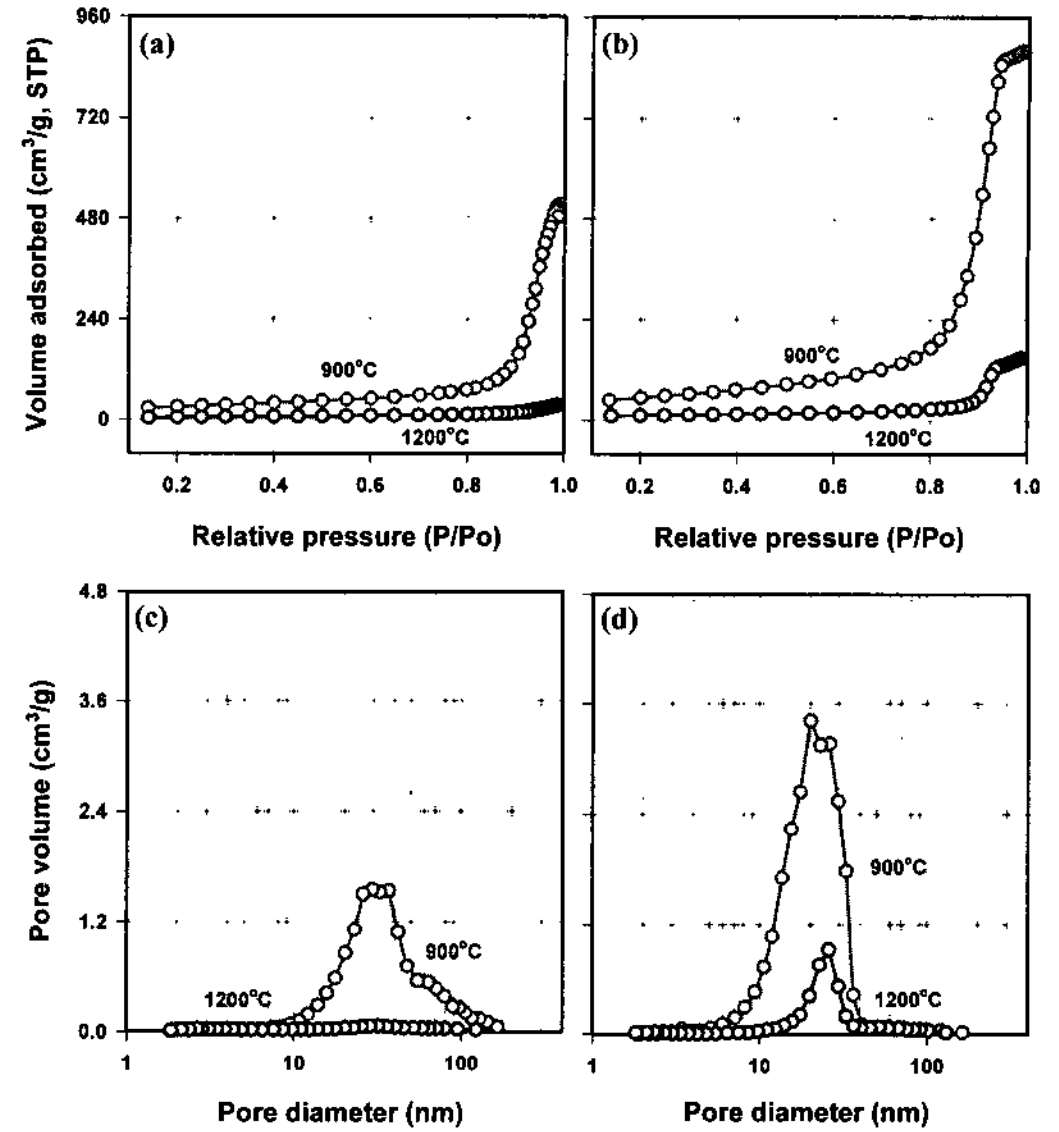 960
720
480
240
0
Volume adsorbed (cm³/g, STP)
(a)
900°C
1200°C
0.2 0.4 0.6 0.8 1.0
Relative pressure (P/Po)
(b)
900°C
1200°C
0.2 0.4 0.6 0.8 1.0
Relative pressure (P/Po)
4.8
3.6
2.4
1.2
0.0
Pore volume (cm³/g)
(c)
900°C
1200°C
1 10 100
Pore diameter (nm)
(d)
900°C
1200°C
1 10 100
Pore diameter (nm)